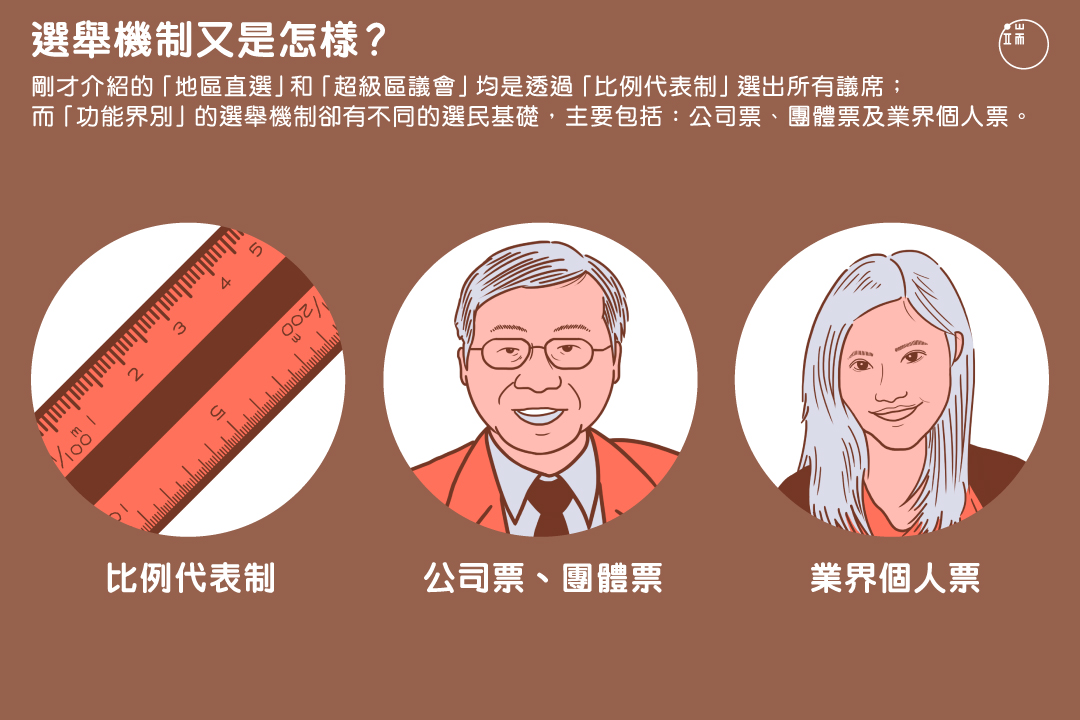 選舉機制又是怎樣？
端
剛才介紹的「地區直選」和「超級區議會」均是透過「比例代表制」選出所有議席；
而「功能界別」的選舉機制卻有不同的選民基礎，主要包括：公司票、團體票及業界個人票。
5
4
3
2
1
1/200m
1/100m
5
10
比例代表制
公司票、團體票
業界個人票